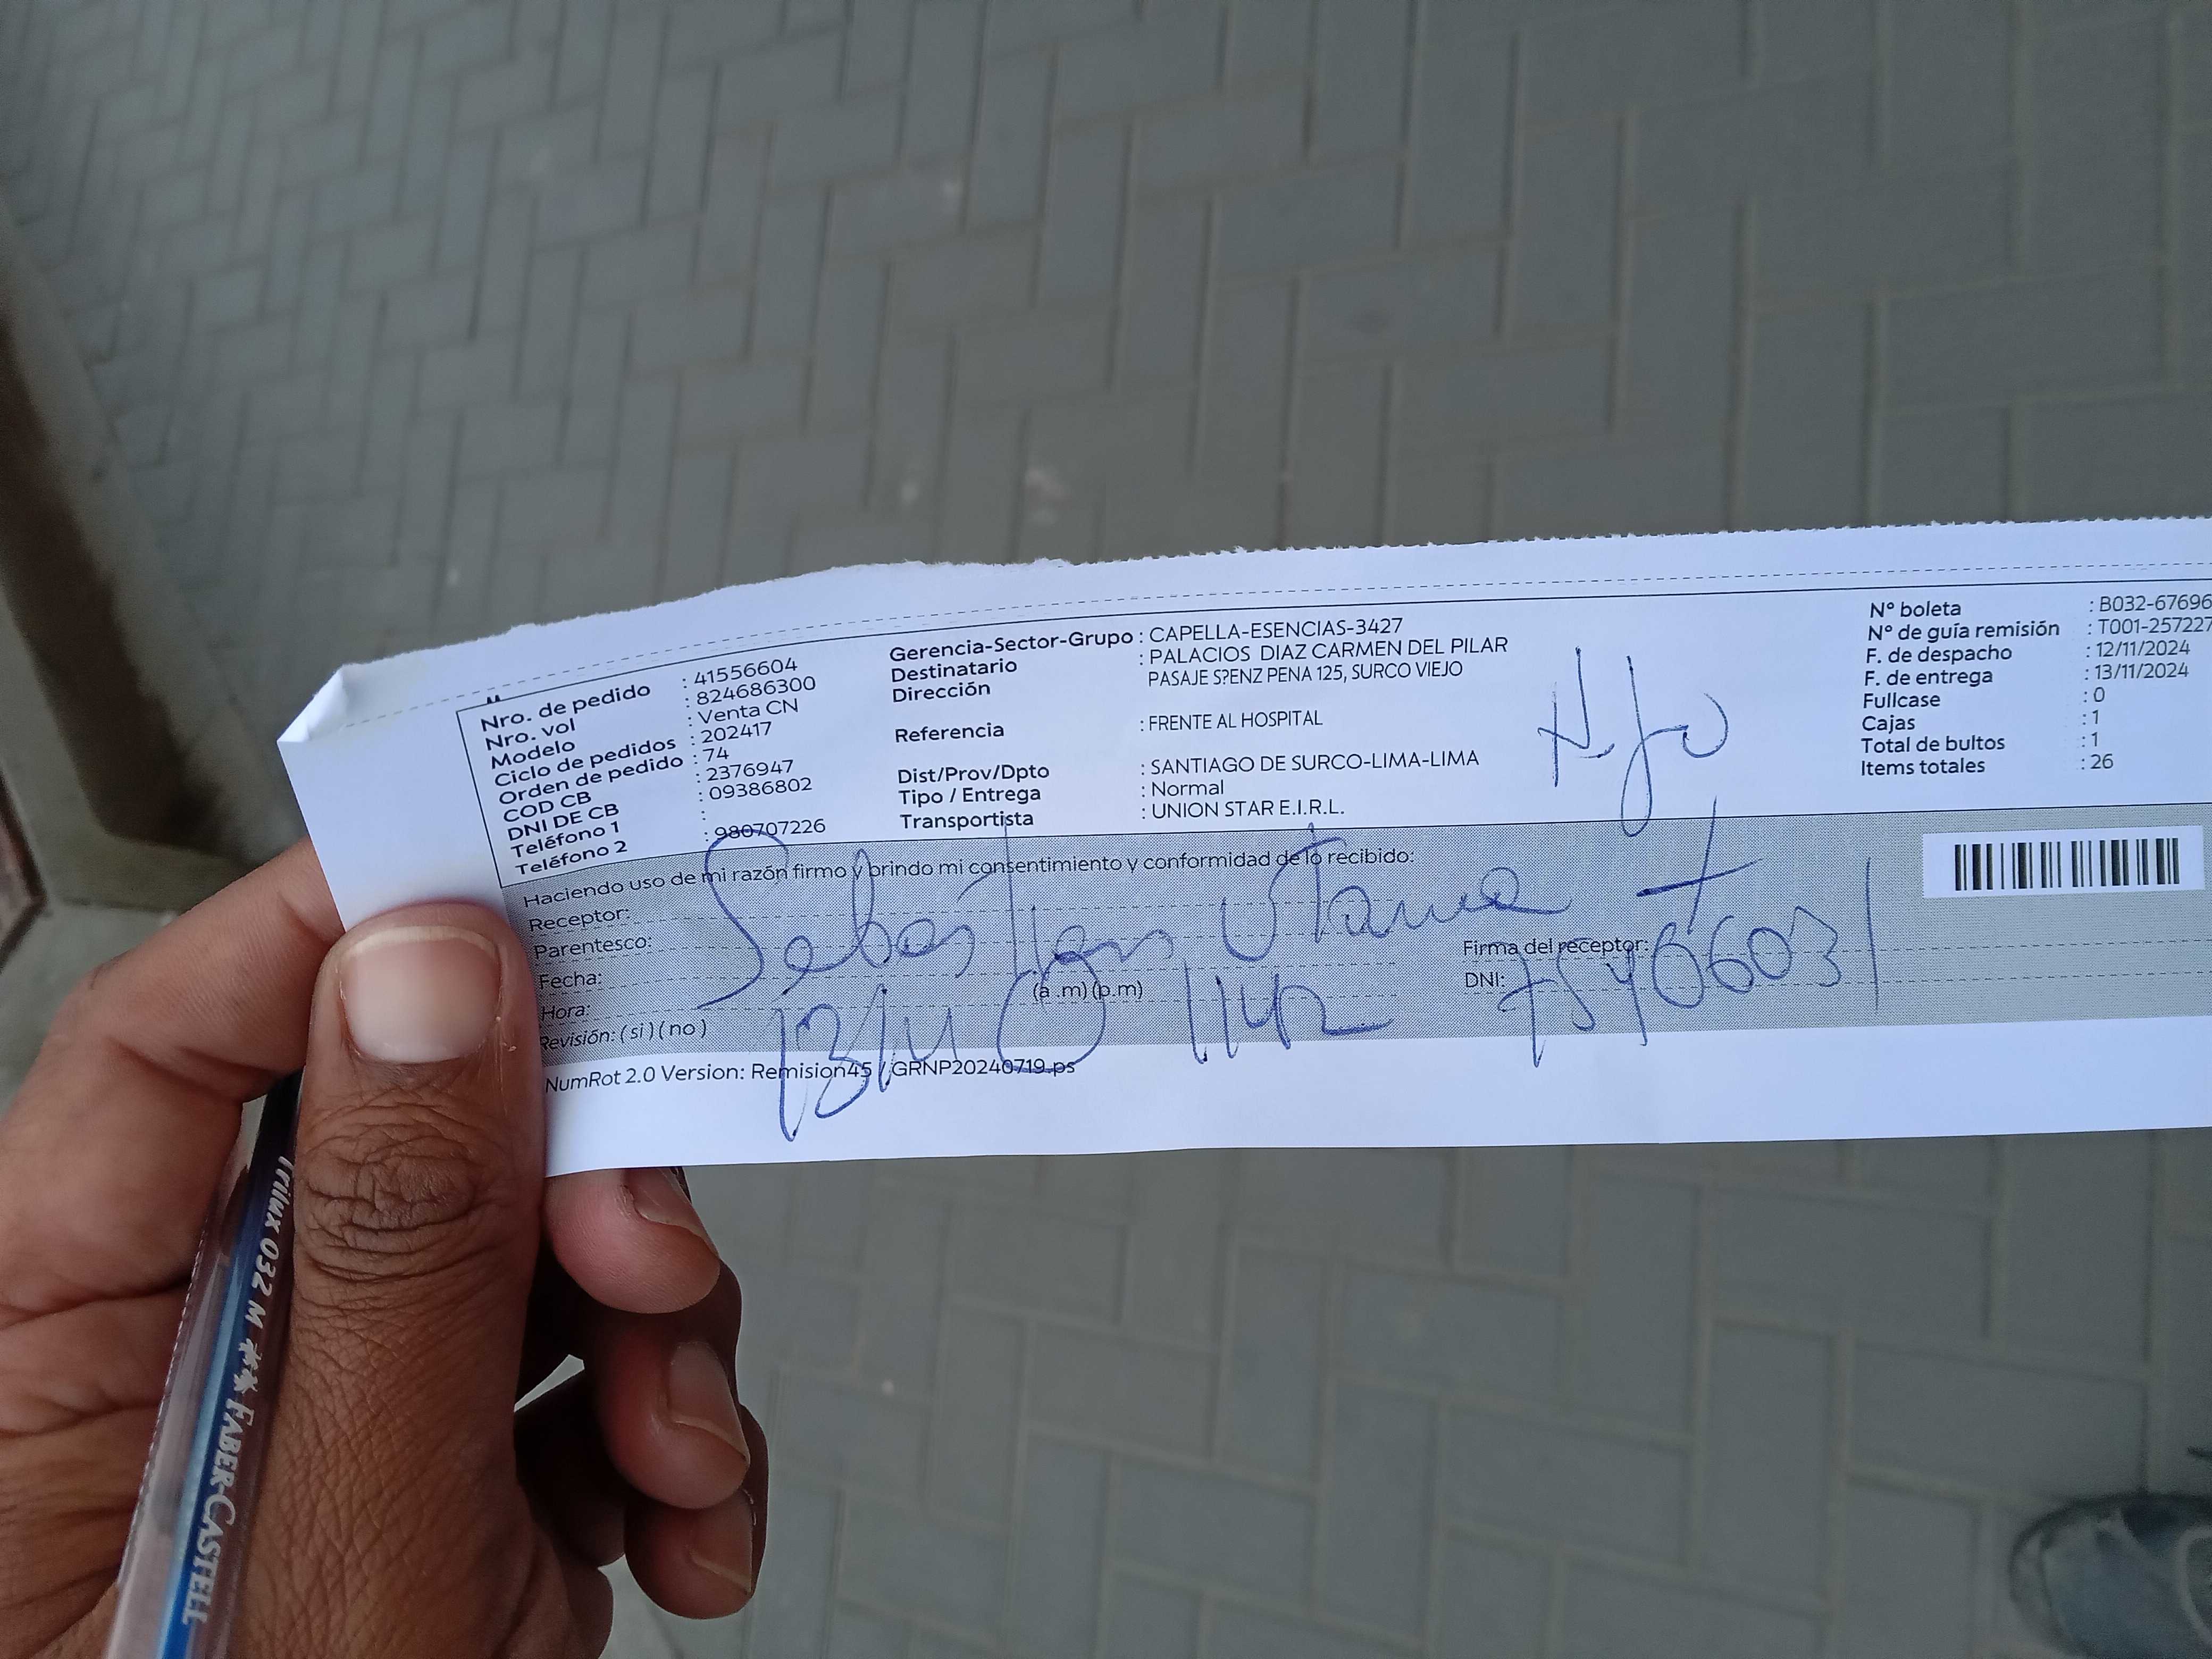 Nro. de pedido : 41556604
Nro. vol : 824686300
Modelo : Venta CN
Ciclo de pedidos : 202417
Orden de pedido : 74
COD CB : 2376947
DNI DE CB : 09386802
Teléfono 1 :
Teléfono 2 : 980707226
Gerencia-Sector-Grupo : CAPELLA-ESENCIAS-3427
Destinatario : PALACIOS DIAZ CARMEN DEL PILAR
Dirección PASAJE S?ENZ PENA 125, SURCO VIEJO
Referencia : FRENTE AL HOSPITAL
Dist/Prov/Dpto : SANTIAGO DE SURCO-LIMA-LIMA
Tipo / Entrega : Normal
Transportista : UNION STAR E.I.R.L.
Hijo
Nº boleta : B032-67696
Nº de guía remisión : T001-257227
F. de despacho : 12/11/2024
F. de entrega : 13/11/2024
Fullcase : 0
Cajas : 1
Total de bultos : 1
Items totales : 26
Haciendo uso de mi razón firmo y brindo mi consentimiento y conformidad de lo recibido:
Receptor:
Parentesco:
Sebastian
Fecha:
Hora: (a .m) (p.m)
13/11 1142
Revisión: ( si ) ( no )
Firma del receptor:
DNI: 75406031
NumRot 2.0 Version: Remision45 / GRNP20240719.ps
Trilux 032 M FABER-CASTELL